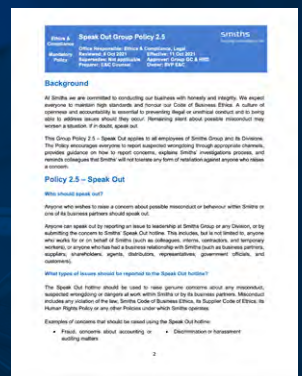 Ethics & Compliance
Mandatory Policy
Speak Out Group Policy 2.5
Office Responsible: Ethics & Compliance, Legal
Reviewed: 8 Oct 2021 Effective: 11 Oct 2021
Supersedes: Not applicable Approver: Group GC & HRD
Preparer: E&C Counsel Owner: SVP E&C
smiths
Background
At Smiths we are committed to conducting our business with honesty and integrity. We expect
everyone to maintain high standards and honour our Code of Business Ethics. A culture of
openness and accountability is essential to preventing illegal or unethical conduct and to being
able to address issues should they occur. Remaining silent about possible misconduct may
worsen a situation. If in doubt, speak out.
This Group Policy 2.5 – Speak Out applies to all employees of Smiths Group and its Divisions.
The Policy encourages everyone to report suspected wrongdoing through appropriate channels,
provides guidance on how to report concerns, explains Smiths' investigations process, and
reminds colleagues that Smiths' will not tolerate any form of retaliation against anyone who raises
a concern.
Policy 2.5 – Speak Out
Who should speak out?
Anyone who wishes to raise a concern about possible misconduct or behaviour within Smiths or
one of its business partners should speak out.
Anyone can speak out by reporting an issue to leadership at Smiths Group or any Division, or by
submitting the concern to Smiths' Speak Out hotline. This includes, but is not limited to, anyone
who works for or on behalf of Smiths (such as colleagues, interns, contractors, and temporary
workers), or anyone who has had a business relationship with Smiths (such as business partners,
suppliers, shareholders, agents, distributors, representatives, government officials, and
customers).
What types of issues should be reported to the Speak Out hotline?
The Speak Out hotline should be used to raise genuine concerns about any misconduct,
suspected wrongdoing or dangers at work within Smiths or by its business partners. Misconduct
includes any violation of the law, Smiths Code of Business Ethics, its Supplier Code of Ethics, its
Human Rights Policy or any other Policies under which Smiths operates.
Examples of concerns that should be raised using the Speak Out hotline:
• Fraud, concerns about accounting or auditing matters
• Discrimination or harassment
2